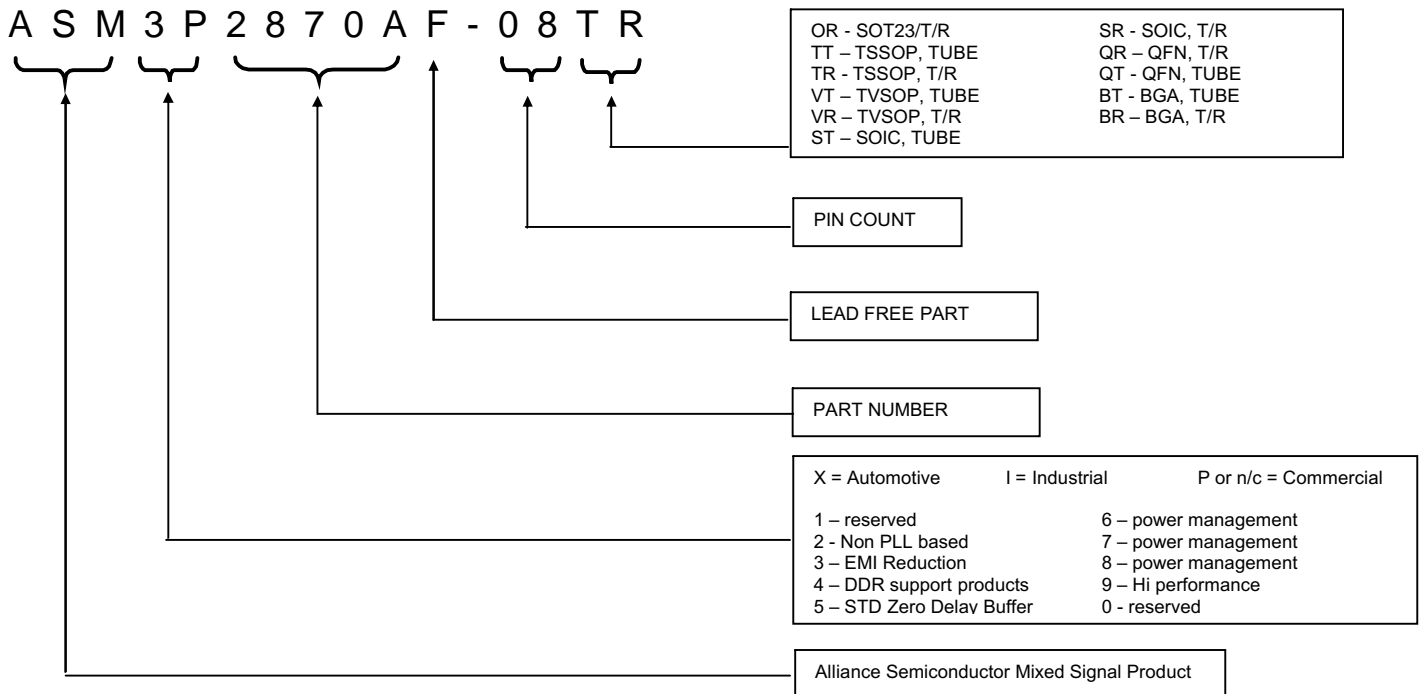 A S M 3 P 2 8 7 0 A F - 0 8 T R
OR - SOT23/T/R
TT – TSSOP, TUBE
TR - TSSOP, T/R
VT – TVSOP, TUBE
VR – TVSOP, T/R
ST – SOIC, TUBE
SR - SOIC, T/R
QR – QFN, T/R
QT - QFN, TUBE
BT - BGA, TUBE
BR – BGA, T/R
PIN COUNT
LEAD FREE PART
PART NUMBER
X = Automotive I = Industrial P or n/c = Commercial
1 – reserved
2 - Non PLL based
3 – EMI Reduction
4 – DDR support products
5 – STD Zero Delay Buffer
6 – power management
7 – power management
8 – power management
9 – Hi performance
0 - reserved
Alliance Semiconductor Mixed Signal Product